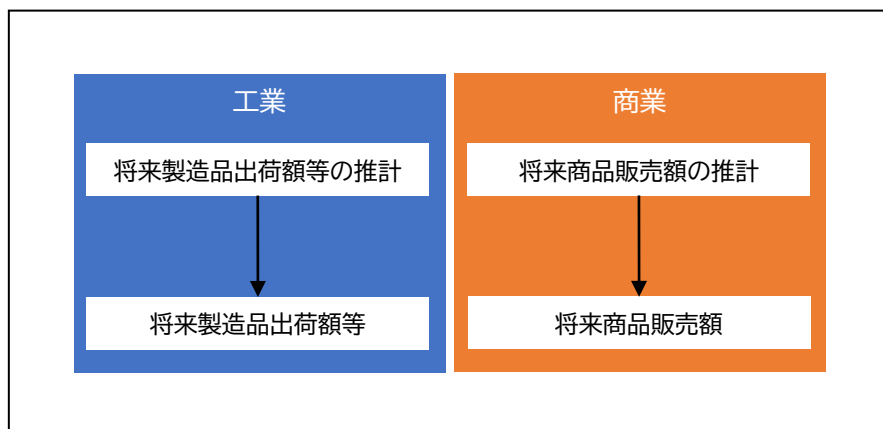 工業
将来製造品出荷額等の推計
将来製造品出荷額等
商業
将来商品販売額の推計
将来商品販売額